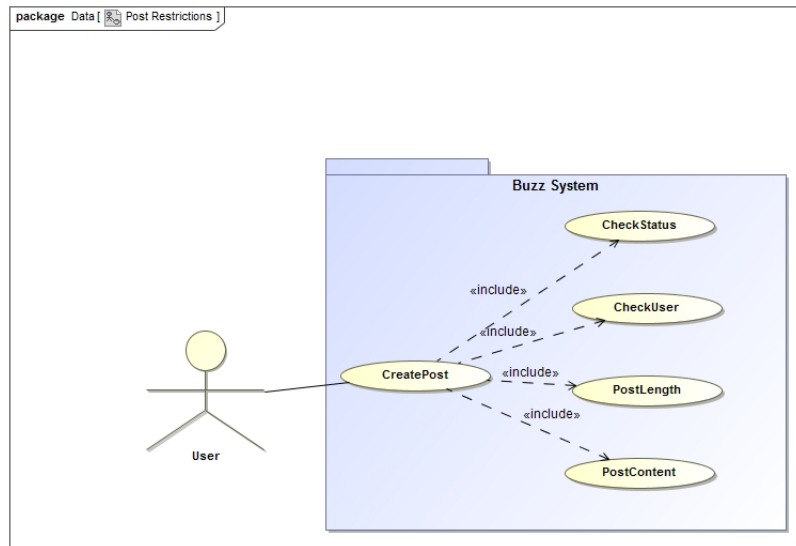 package Data [ Post Restrictions ]
Buzz System
CheckStatus
«include»
CheckUser
«include»
CreatePost
«include»
PostLength
«include»
User
PostContent